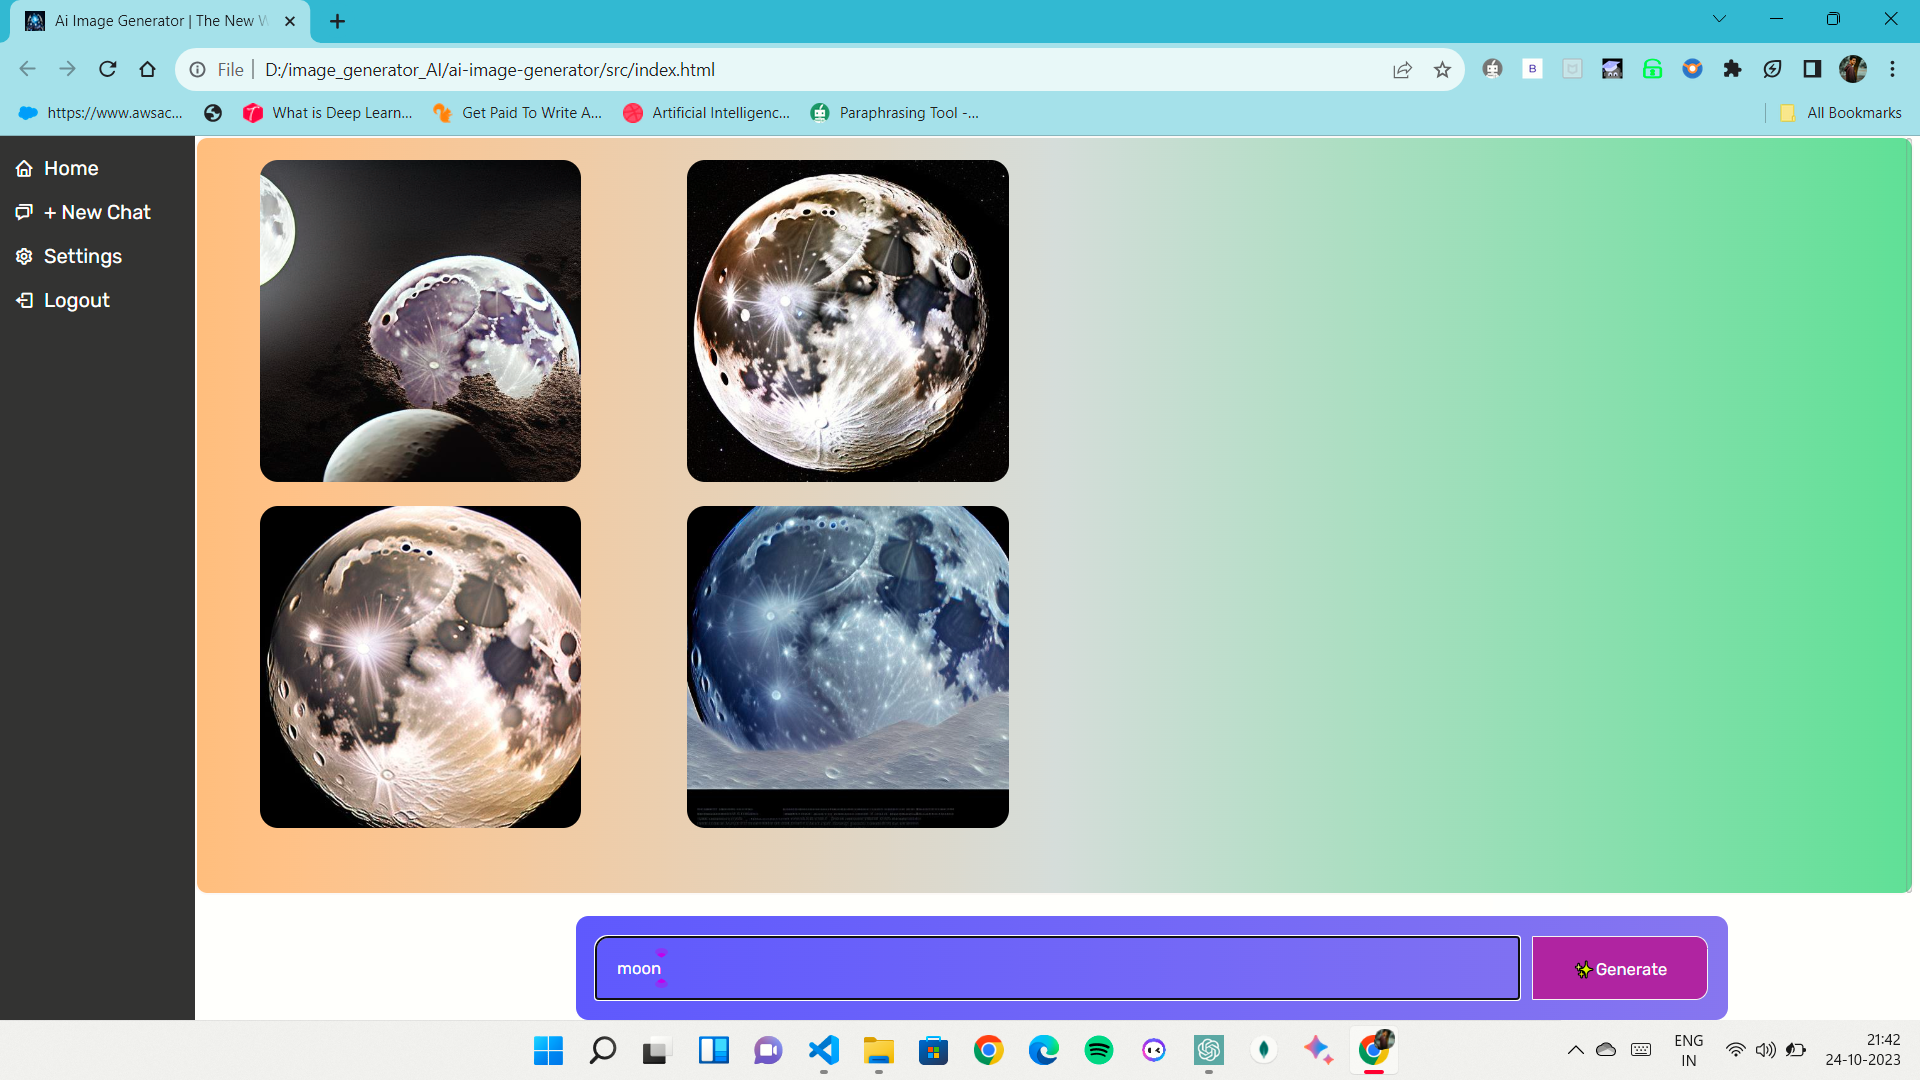 Ai Image Generator | The New W
File
D:/image_generator_AI/ai-image-generator/src/index.html
https://www.awsac...
What is Deep Learn...
Get Paid To Write A...
Artificial Intelligenc...
Paraphrasing Tool -...
All Bookmarks
Home
+ New Chat
Settings
Logout
moon
✨Generate
ENG
IN
21:42
24-10-2023